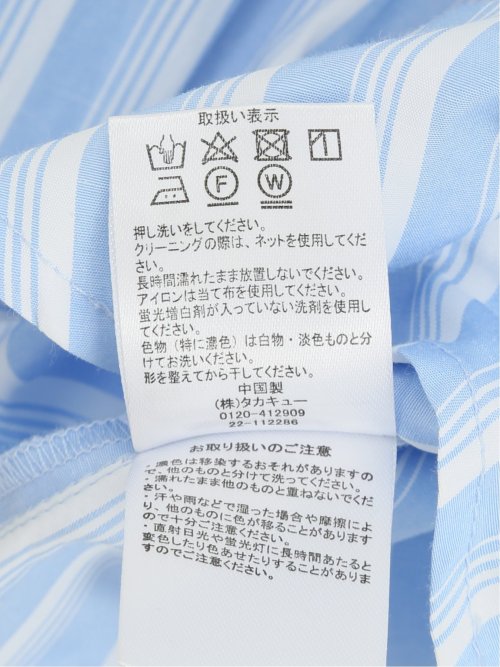 取扱い表示
F W
押し洗いをしてください。
クリーニングの際は、ネットを使用してくだ
さい。
長時間濡れたまま放置しないでください。
アイロンは当て布を使用してください。
蛍光増白剤が入っていない洗剤を使用して
ください。
色物（特に濃色）は白物・淡色ものと分
けてお洗いください。
形を整えてから干してください。
中国製
(株)タカキュー
0120-412909
22-112286
お取り扱いのご注意
・濃色は移染するおそれがありますの
で、他のものと分けて洗ってください。
・濡れたまま他のものと重ねないでくだ
さい。
・汗や雨などで湿った場合や摩擦によ
り、他のものに色が移ることがあります
ので十分ご注意ください。
・直射日光や蛍光灯に長時間あたると
変色したり色あせたりすることがありま
すのでご注意ください。